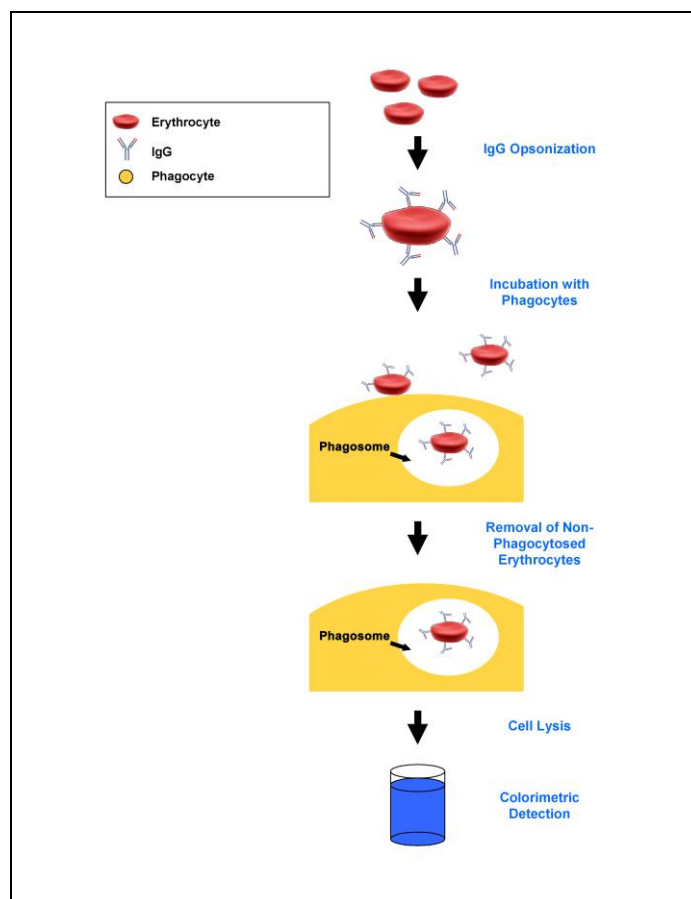 Erythrocyte
IgG
Phagocyte
IgG Opsonization
Incubation with
Phagocytes
Phagosome
Removal of Non-
Phagocytosed
Erythrocytes
Phagosome
Cell Lysis
Colorimetric
Detection